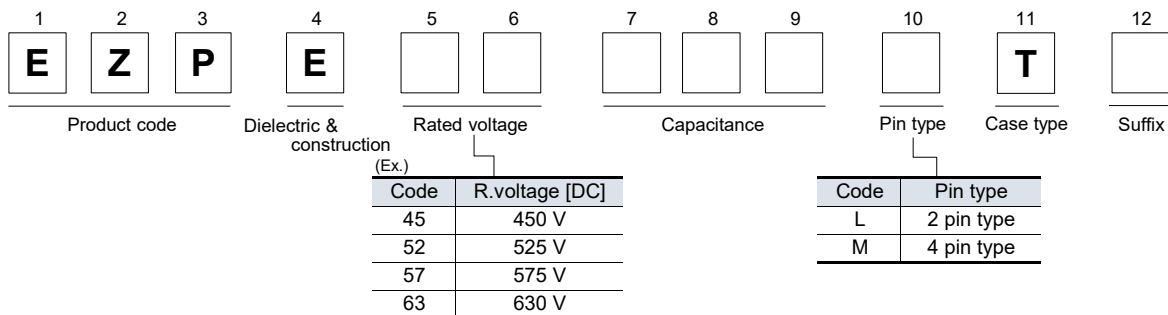 1 2 3 4 5 6 7 8 9 10 11 12
E Z P E T
Product code Dielectric & construction Rated voltage Capacitance Pin type Case type Suffix
(Ex.)
Code R.voltage [DC] Code Pin type
45 450 V L 2 pin type
52 525 V M 4 pin type
57 575 V
63 630 V